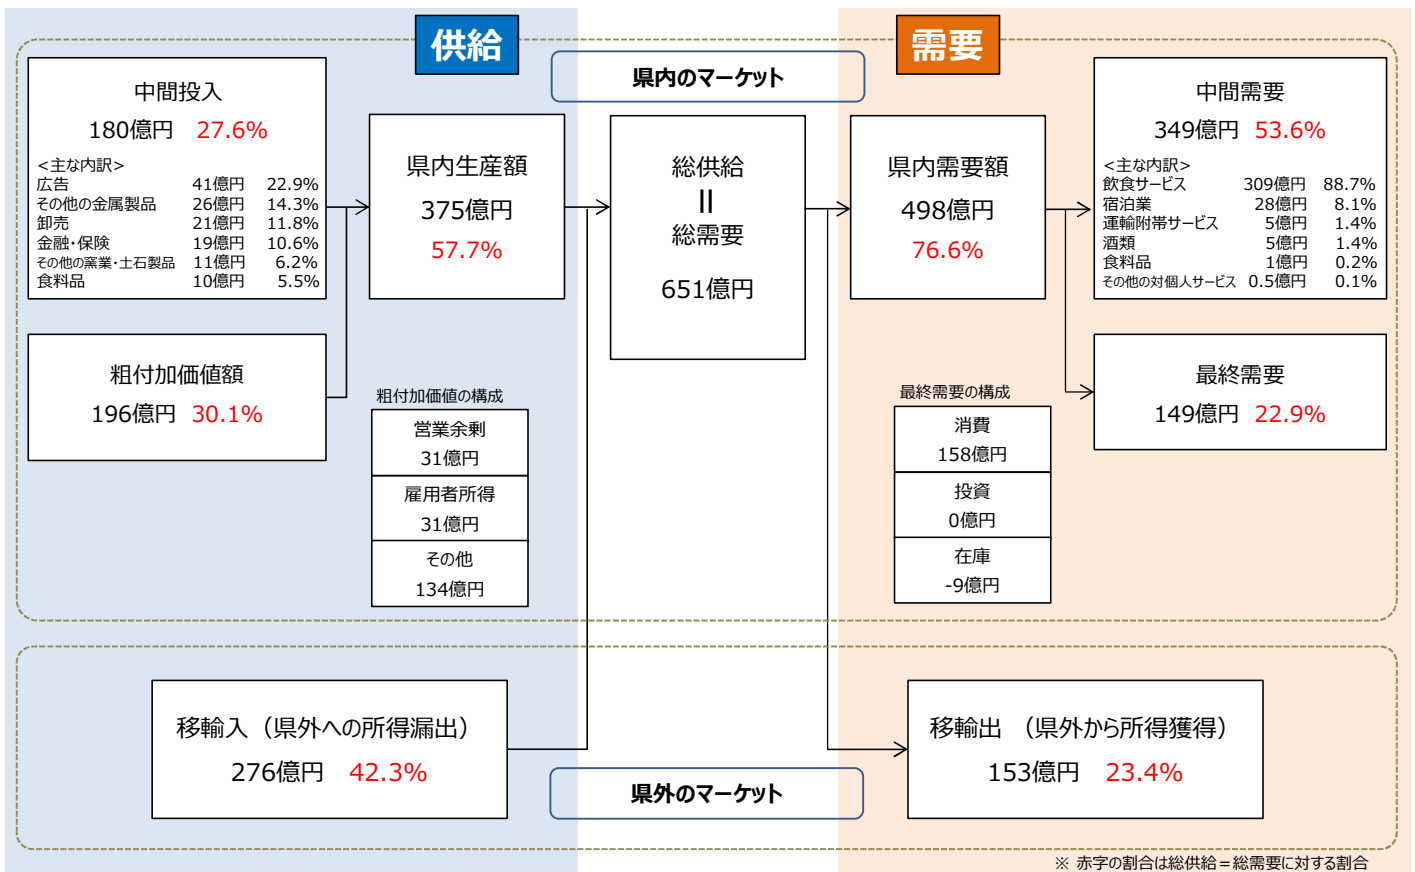 供給
需要
県内のマーケット
中間投入
180億円 27.6%
<主な内訳>
広告 41億円 22.9%
その他の金属製品 26億円 14.3%
卸売 21億円 11.8%
金融・保険 19億円 10.6%
その他の窯業・土石製品 11億円 6.2%
食料品 10億円 5.5%
粗付加価値額
196億円 30.1%
県内生産額
375億円
57.7%
粗付加価値の構成
営業余剰
31億円
雇用者所得
31億円
その他
134億円
総供給
||
総需要
651億円
県内需要額
498億円
76.6%
最終需要の構成
消費
158億円
投資
0億円
在庫
-9億円
中間需要
349億円 53.6%
<主な内訳>
飲食サービス 309億円 88.7%
宿泊業 28億円 8.1%
運輸附帯サービス 5億円 1.4%
酒類 5億円 1.4%
食料品 1億円 0.2%
その他の対個人サービス 0.5億円 0.1%
最終需要
149億円 22.9%
移輸入（県外への所得漏出）
276億円 42.3%
県外のマーケット
移輸出 （県外から所得獲得）
153億円 23.4%
※ 赤字の割合は総供給＝総需要に対する割合